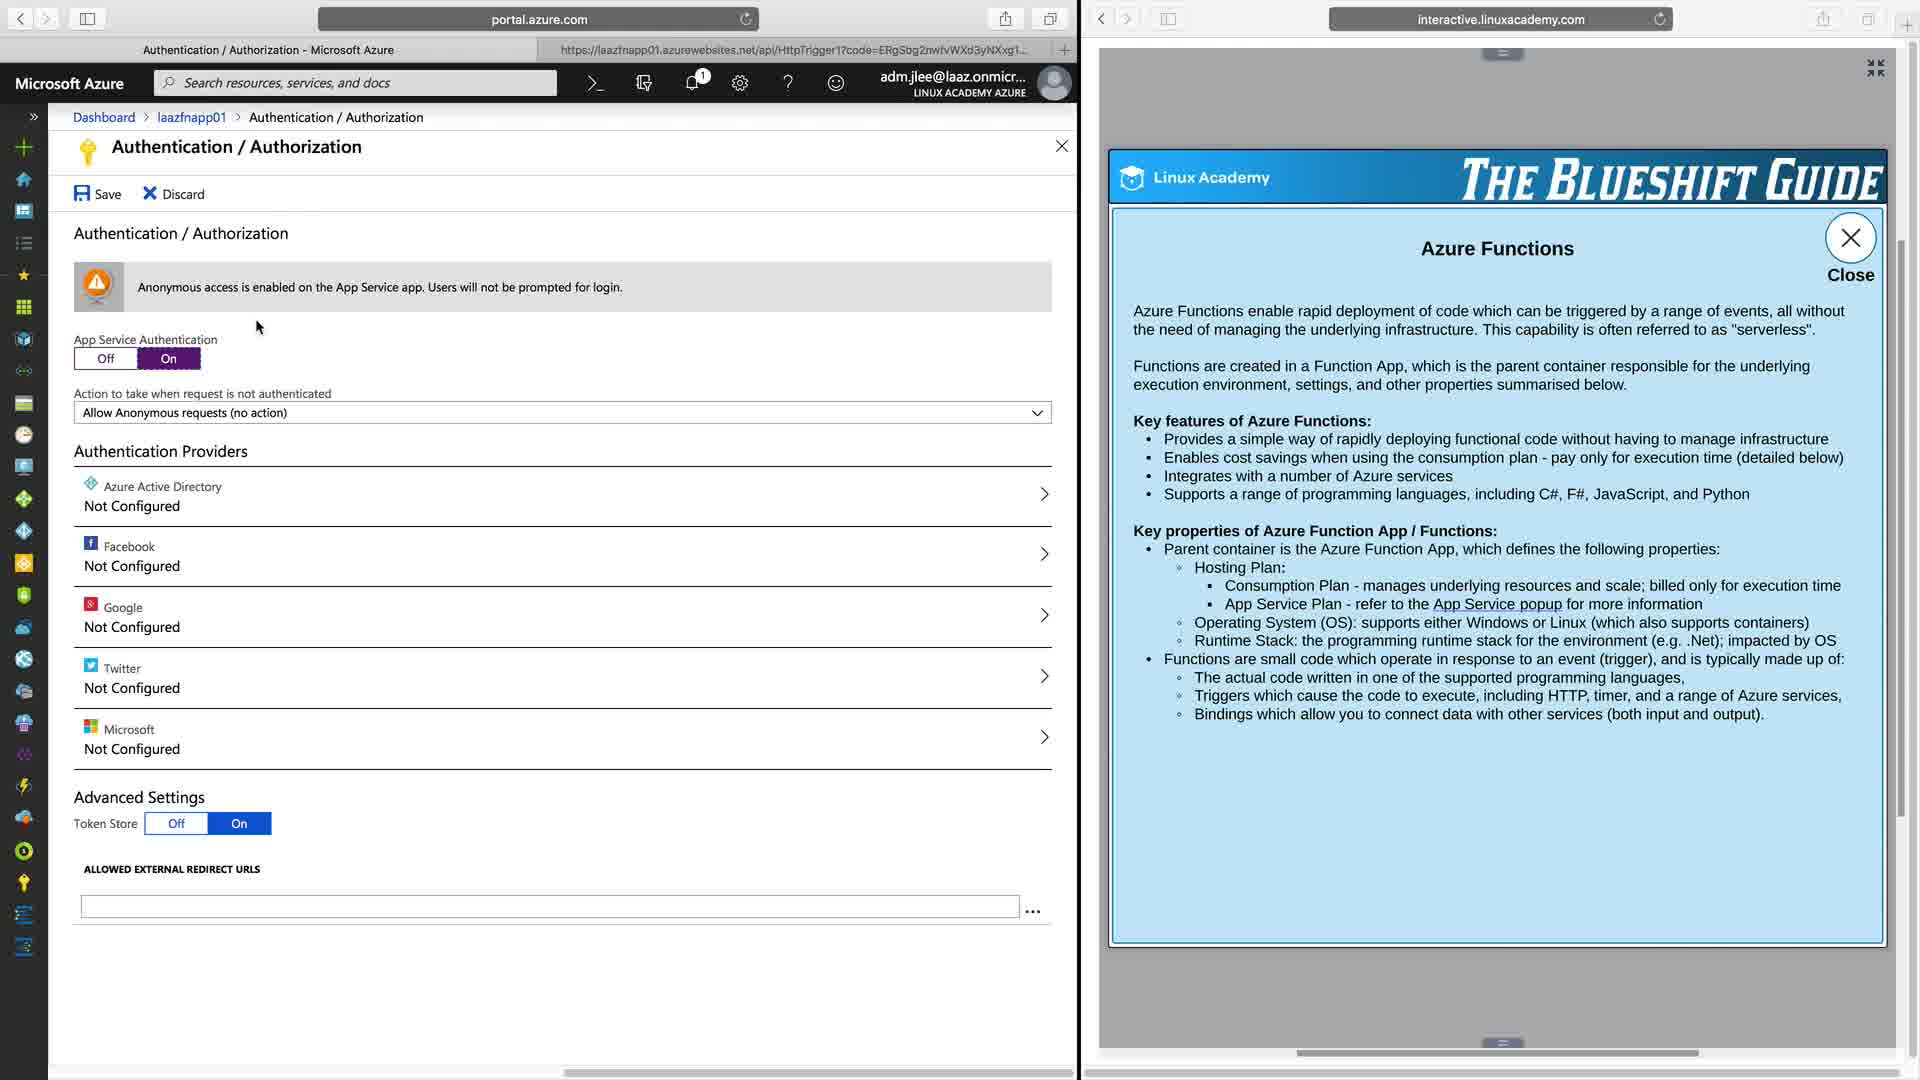 portal.azure.com
Authentication / Authorization - Microsoft Azure
https://laazfnapp01.azurewebsites.net/api/HttpTrigger1?code=ERgSbg2nwfvWXd3yNXxg1...
Microsoft Azure
Search resources, services, and docs
1
adm.jlee@laaz.onmicr...
LINUX ACADEMY AZURE
Dashboard > laazfnapp01 > Authentication / Authorization
Authentication / Authorization
Save
Discard
Authentication / Authorization
Anonymous access is enabled on the App Service app. Users will not be prompted for login.
App Service Authentication
Off On
Action to take when request is not authenticated
Allow Anonymous requests (no action)
Authentication Providers
Azure Active Directory
Not Configured
Facebook
Not Configured
Google
Not Configured
Twitter
Not Configured
Microsoft
Not Configured
Advanced Settings
Token Store Off On
ALLOWED EXTERNAL REDIRECT URLS
...
interactive.linuxacademy.com
Linux Academy
THE BLUESHIFT GUIDE
Azure Functions
Close
Azure Functions enable rapid deployment of code which can be triggered by a range of events, all without
the need of managing the underlying infrastructure. This capability is often referred to as "serverless".
Functions are created in a Function App, which is the parent container responsible for the underlying
execution environment, settings, and other properties summarised below.
Key features of Azure Functions:
• Provides a simple way of rapidly deploying functional code without having to manage infrastructure
• Enables cost savings when using the consumption plan - pay only for execution time (detailed below)
• Integrates with a number of Azure services
• Supports a range of programming languages, including C#, F#, JavaScript, and Python
Key properties of Azure Function App / Functions:
• Parent container is the Azure Function App, which defines the following properties:
◦ Hosting Plan:
▪ Consumption Plan - manages underlying resources and scale; billed only for execution time
▪ App Service Plan - refer to the App Service popup for more information
◦ Operating System (OS): supports either Windows or Linux (which also supports containers)
◦ Runtime Stack: the programming runtime stack for the environment (e.g. .Net); impacted by OS
• Functions are small code which operate in response to an event (trigger), and is typically made up of:
◦ The actual code written in one of the supported programming languages,
◦ Triggers which cause the code to execute, including HTTP, timer, and a range of Azure services,
◦ Bindings which allow you to connect data with other services (both input and output).